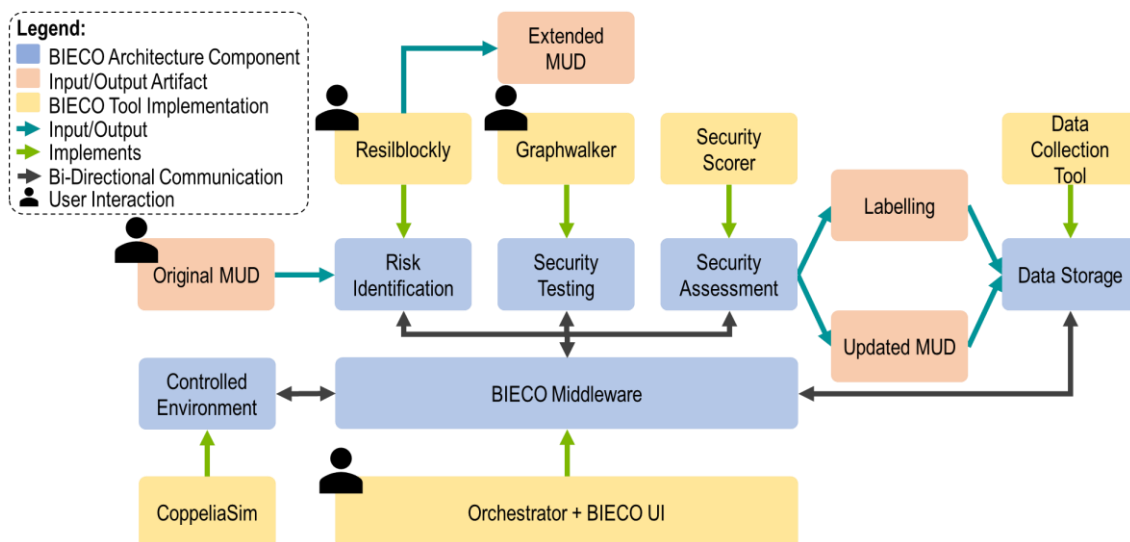 Legend:
BIECO Architecture Component
Input/Output Artifact
BIECO Tool Implementation
Input/Output
Implements
Bi-Directional Communication
User Interaction
Extended
MUD
Resilblockly
Graphwalker
Security
Scorer
Data
Collection
Tool
Labelling
Original MUD
Risk
Identification
Security
Testing
Security
Assessment
Data Storage
Updated MUD
Controlled
Environment
BIECO Middleware
CoppeliaSim
Orchestrator + BIECO UI